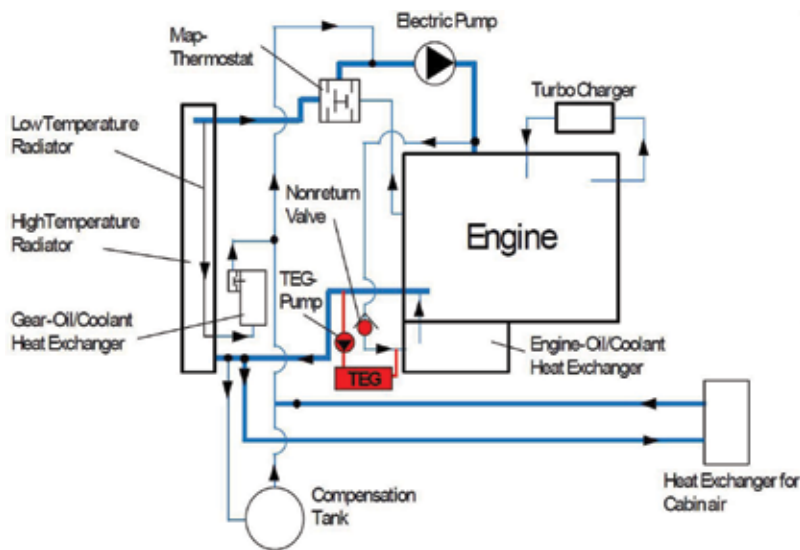 Electric Pump
Map-
Thermostat
Turbo Charger
Low Temperature
Radiator
Nonreturn
Valve
High Temperature
Radiator
Engine
TEG-
Pump
Gear-Oil/Coolant
Heat Exchanger
Engine-Oil/Coolant
Heat Exchanger
TEG
Compensation
Tank
Heat Exchanger for
Cabin air